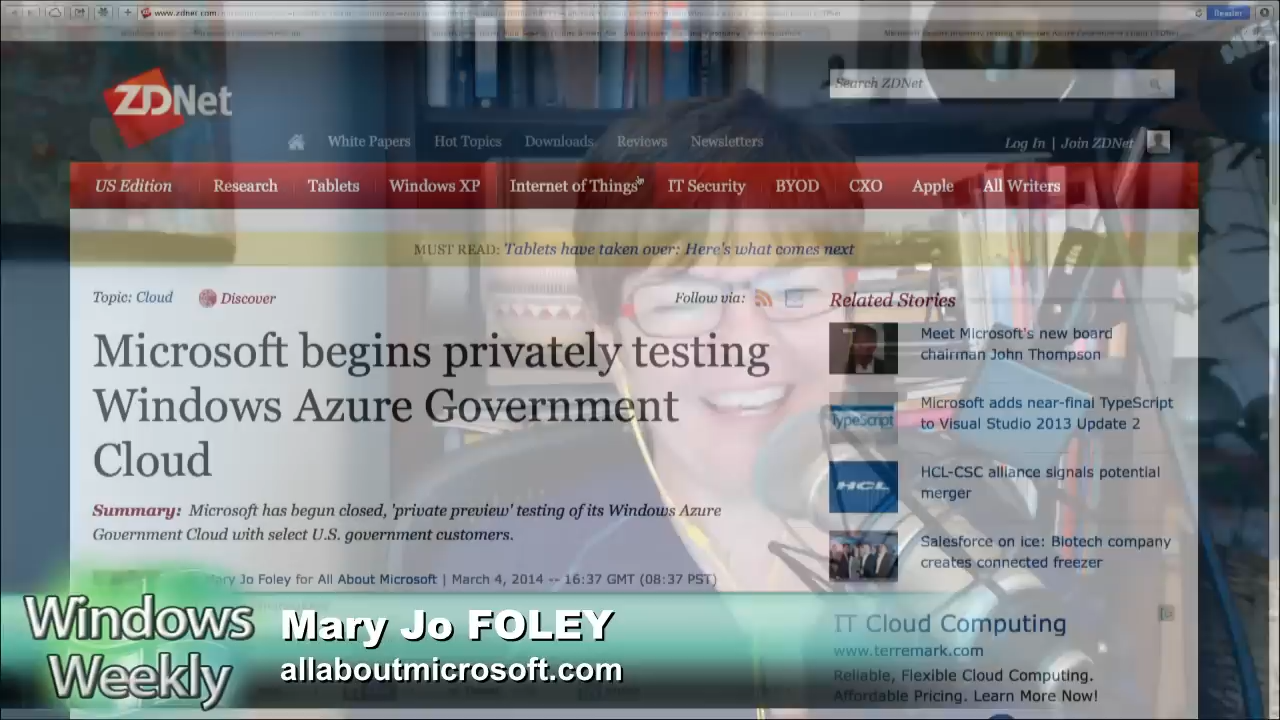 www.zdnet.com
Reader
ZDNet
Search ZDNet
White Papers Hot Topics Downloads Reviews Newsletters
Log In | Join ZDNet
US Edition Research Tablets Windows XP Internet of Things IT Security BYOD CXO Apple All Writers
MUST READ: Tablets have taken over: Here's what comes next
Topic: Cloud Discover Follow via:
Microsoft begins privately testing
Windows Azure Government
Cloud
Summary: Microsoft has begun closed, 'private preview' testing of its Windows Azure
Government Cloud with select U.S. government customers.
Mary Jo Foley for All About Microsoft | March 4, 2014 -- 16:37 GMT (08:37 PST)
Related Stories
Meet Microsoft's new board
chairman John Thompson
TypeScript
Microsoft adds near-final TypeScript
to Visual Studio 2013 Update 2
HCL
HCL-CSC alliance signals potential
merger
Salesforce on ice: Biotech company
creates connected freezer
IT Cloud Computing
www.terremark.com
Reliable, Flexible Cloud Computing.
Affordable Pricing. Learn More Now!
Windows
Weekly
Mary Jo FOLEY
allaboutmicrosoft.com